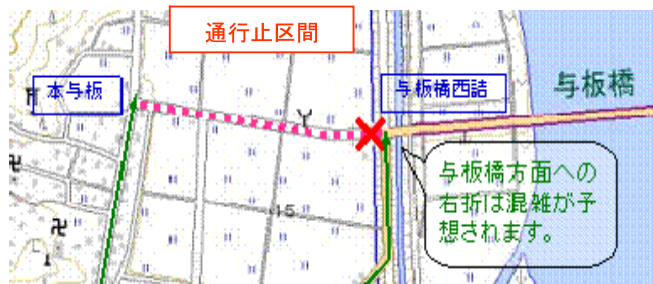 通行止区間
本与板
与板橋西詰
与板橋
与板橋方面への
右折は混雑が予
想されます。
15